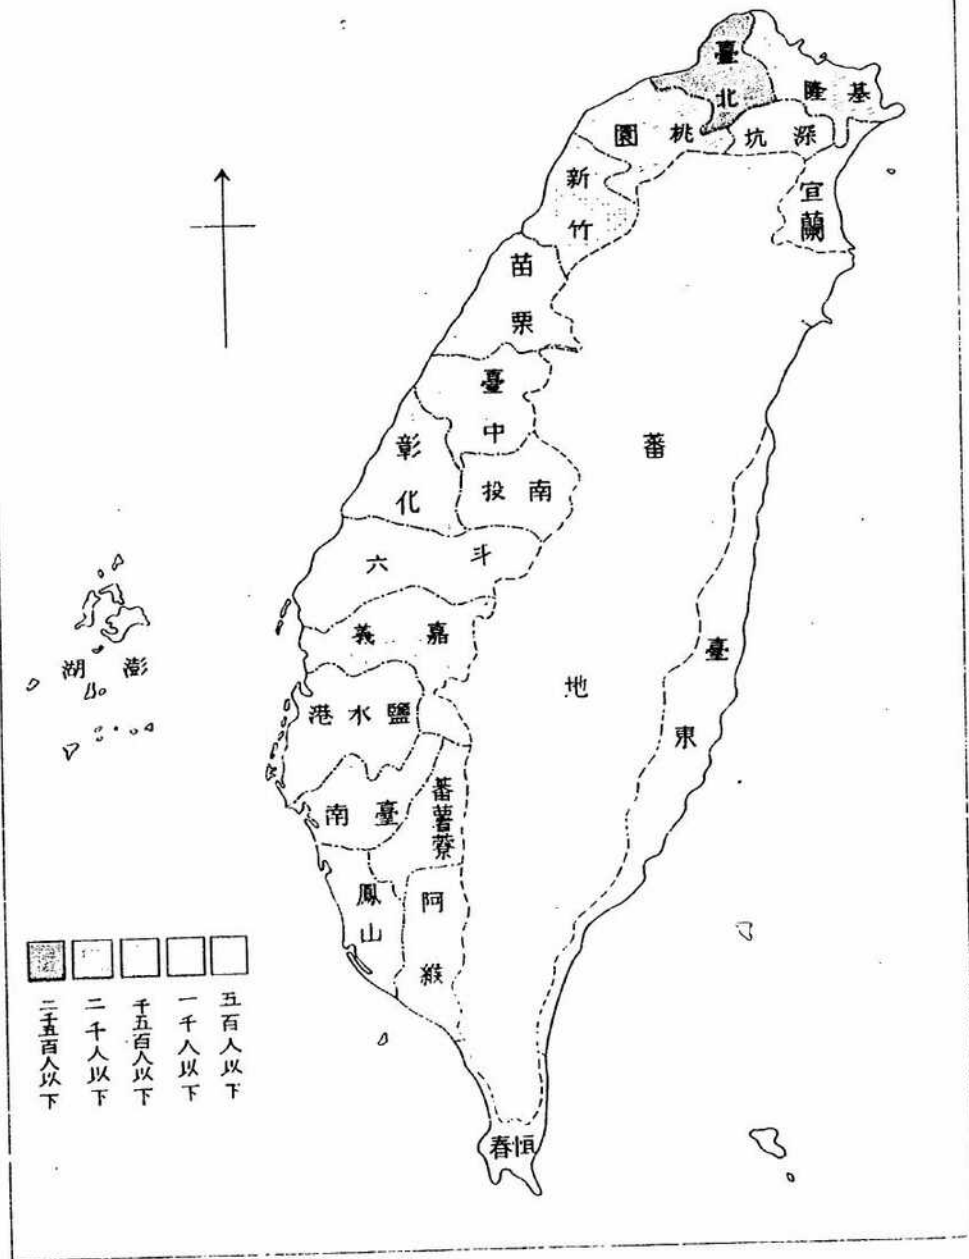 臺北
基隆
深坑
桃園
宜蘭
新竹
苗栗
臺中
彰化
南投
斗六
嘉義
鹽水港
臺南
蕃薯藔
鳳山
阿緱
恒春
臺東
蕃地
澎湖
五百人以下
一千人以下
千五百人以下
二千人以下
二千五百人以下